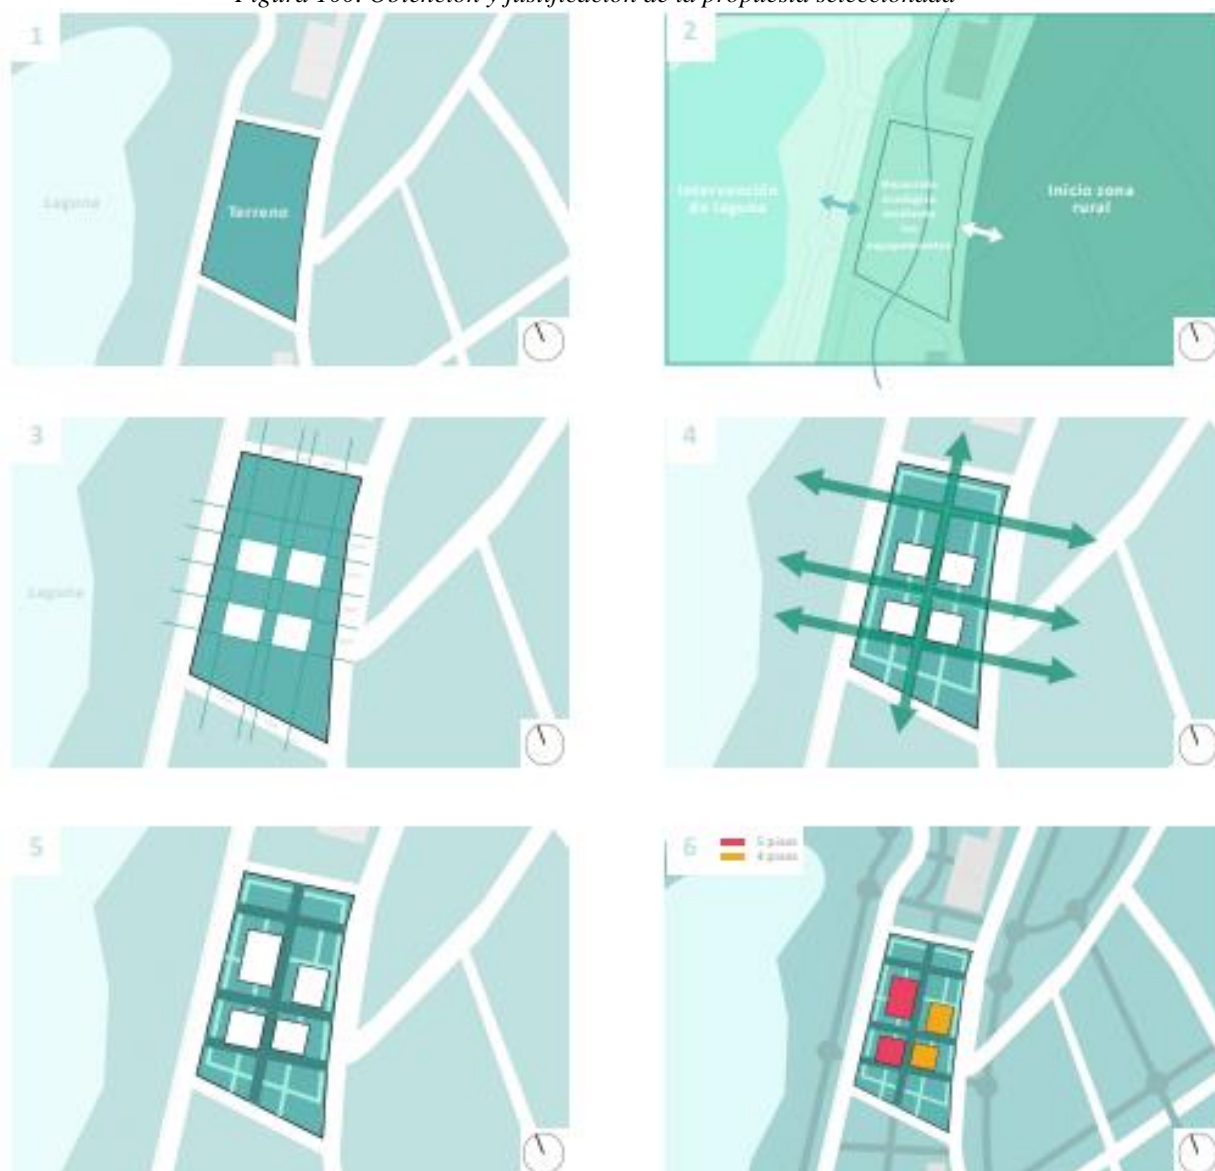 Figura 100. Obtención y justificación de la propuesta seleccionada
1
Laguna
Terreno
2
Intervención
de laguna
Inicio zona
rural
3
Laguna
4
5
6
5 pisos
4 pisos